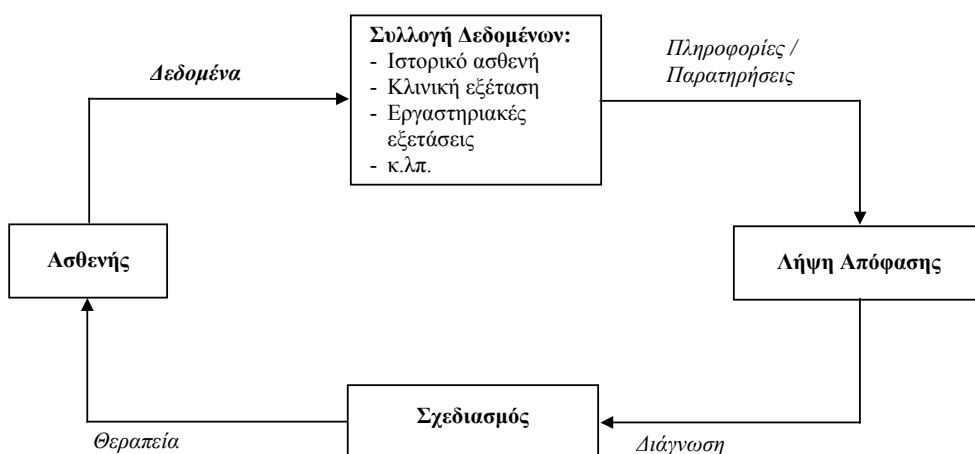 Συλλογή Δεδομένων:
- Ιστορικό ασθενή
- Κλινική εξέταση
- Εργαστηριακές
εξετάσεις
- κ.λπ.
Δεδομένα
Πληροφορίες /
Παρατηρήσεις
Ασθενής
Λήψη Απόφασης
Σχεδιασμός
Θεραπεία
Διάγνωση